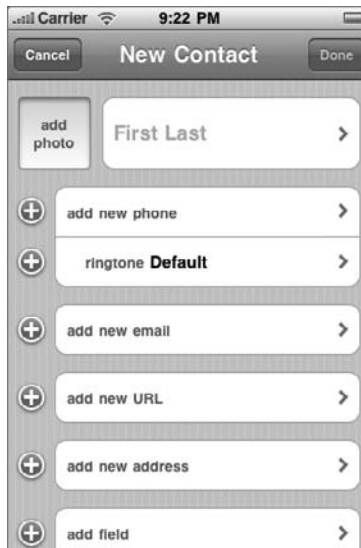 Carrier 9:22 PM
Cancel New Contact Done
add
photo
First Last
add new phone
ringtone Default
add new email
add new URL
add new address
add field